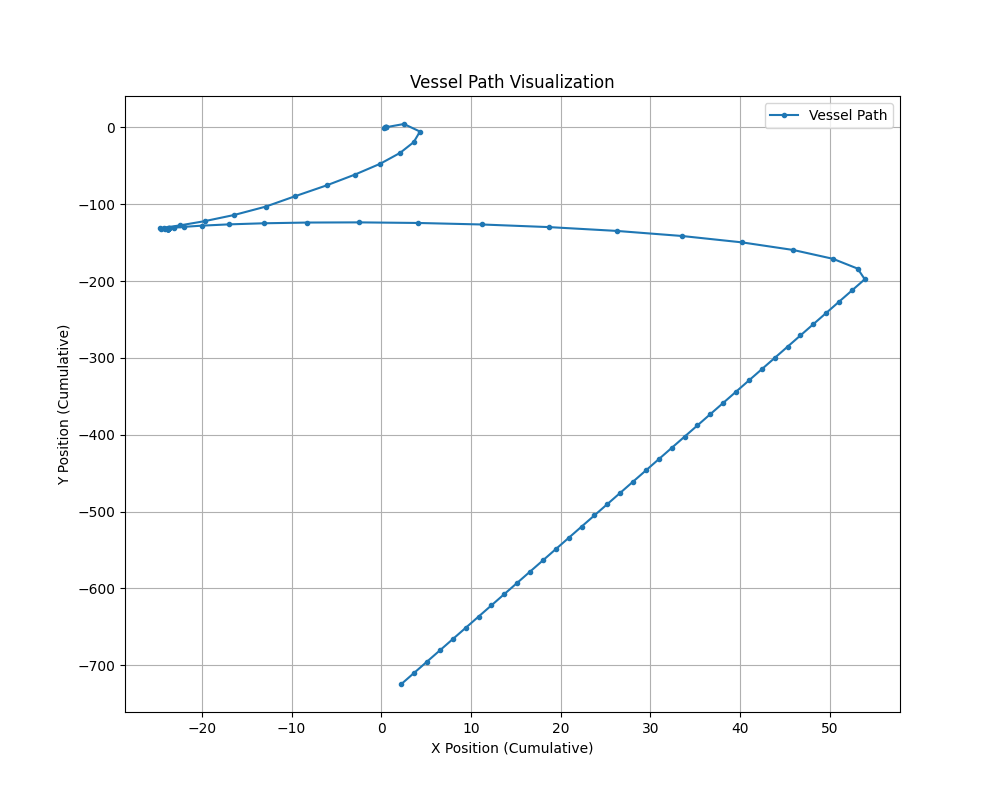 Vessel Path Visualization
Vessel Path
Y Position (Cumulative)
0
−100
−200
−300
−400
−500
−600
−700
−20 −10 0 10 20 30 40 50
X Position (Cumulative)